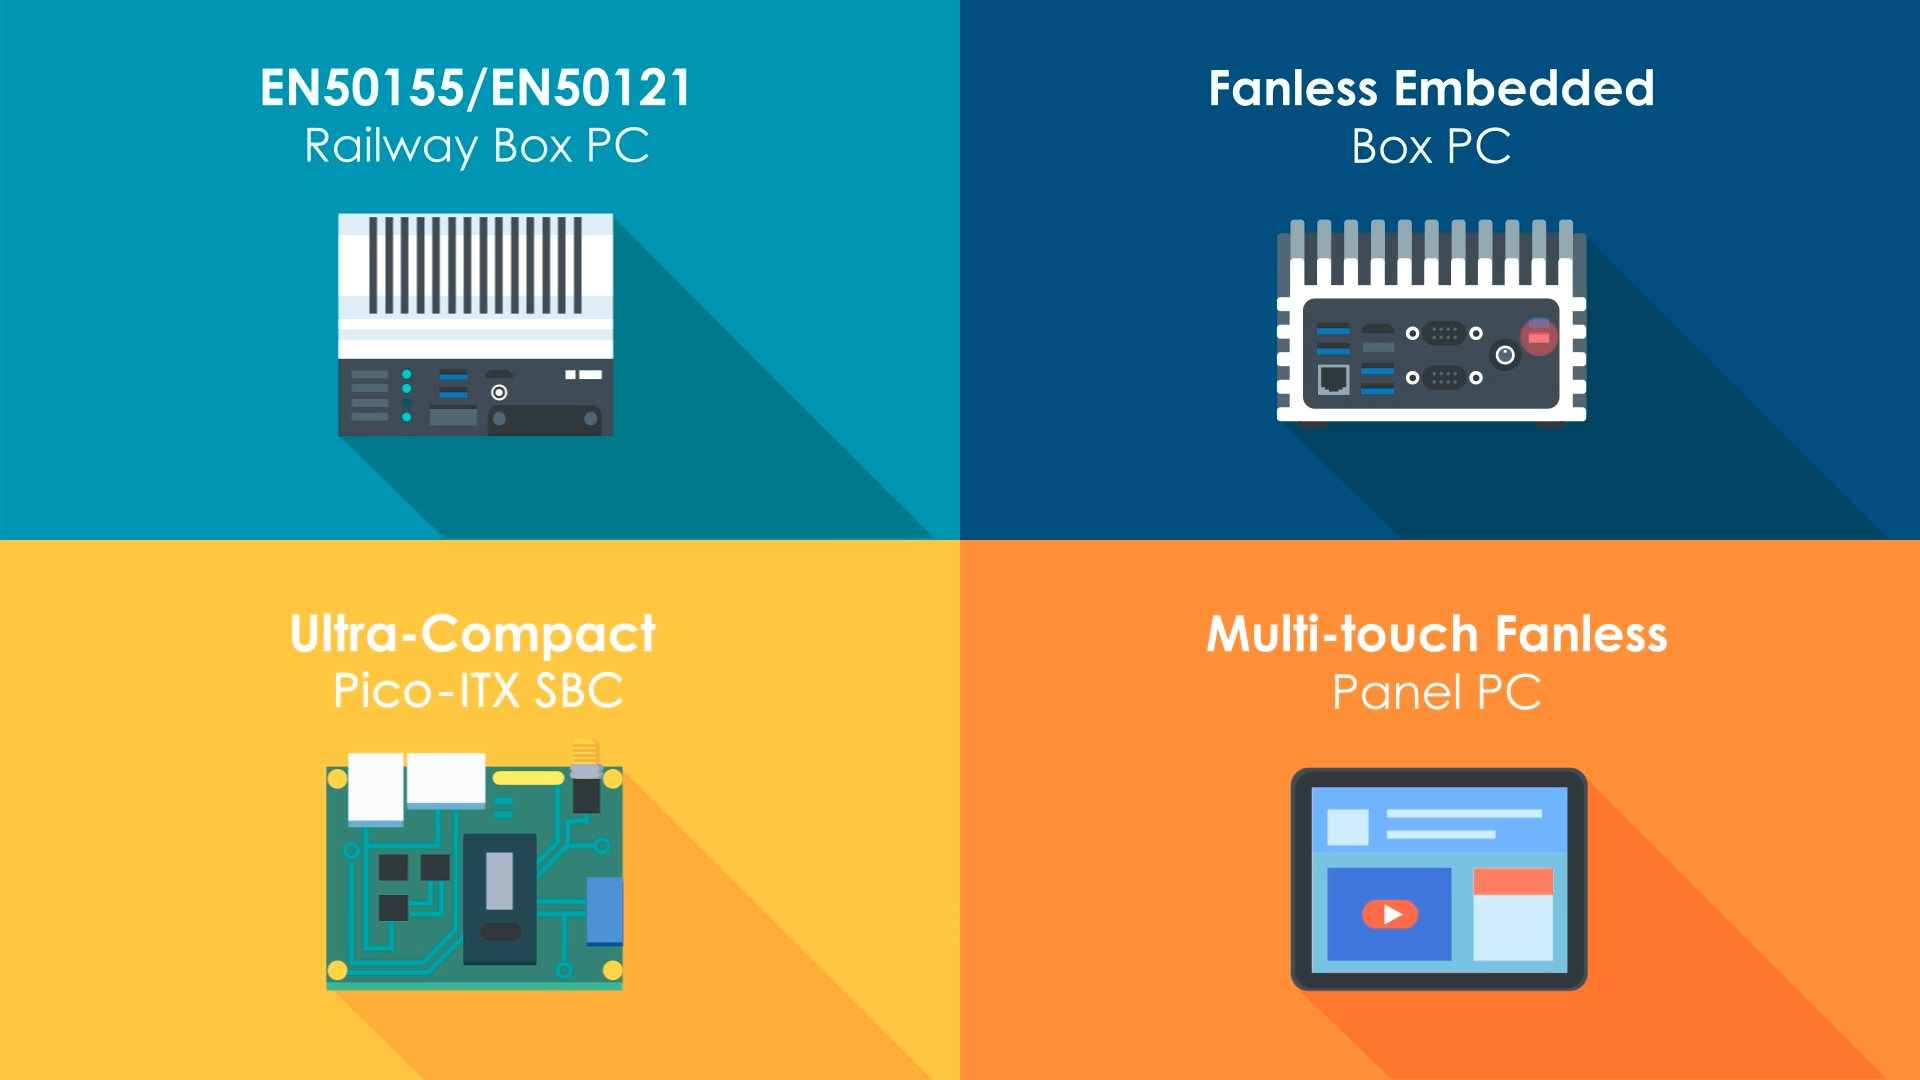 EN50155/EN50121
Railway Box PC
Fanless Embedded
Box PC
Ultra-Compact
Pico-ITX SBC
Multi-touch Fanless
Panel PC